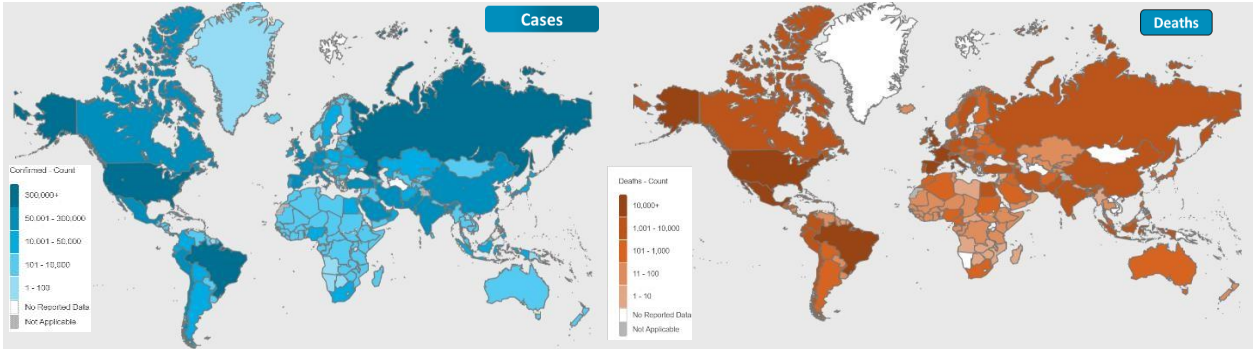 Cases
Confirmed - Count
300,000+
50,001 - 300,000
10,001 - 50,000
101 - 10,000
1 - 100
No Reported Data
Not Applicable
Deaths
Deaths - Count
10,000+
1,001 - 10,000
101 - 1,000
11 - 100
1 - 10
No Reported Data
Not Applicable